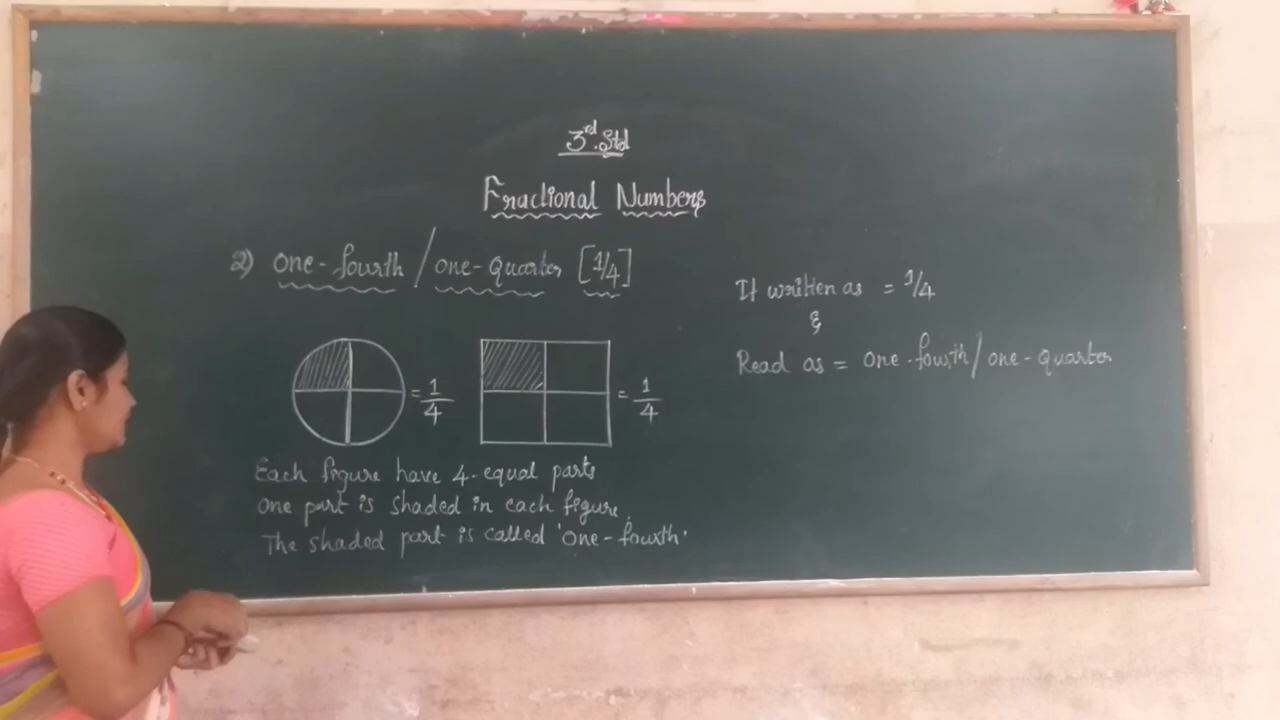 3rd. Std
Fractional Numbers
2) One-fourth / one-Quarter [1/4]
= 1/4
= 1/4
Each figure have 4-equal parts
One part is shaded in each figure.
The shaded part is called 'one-fourth'.
It written as = 1/4
&
Read as = one-fourth / one-quarter